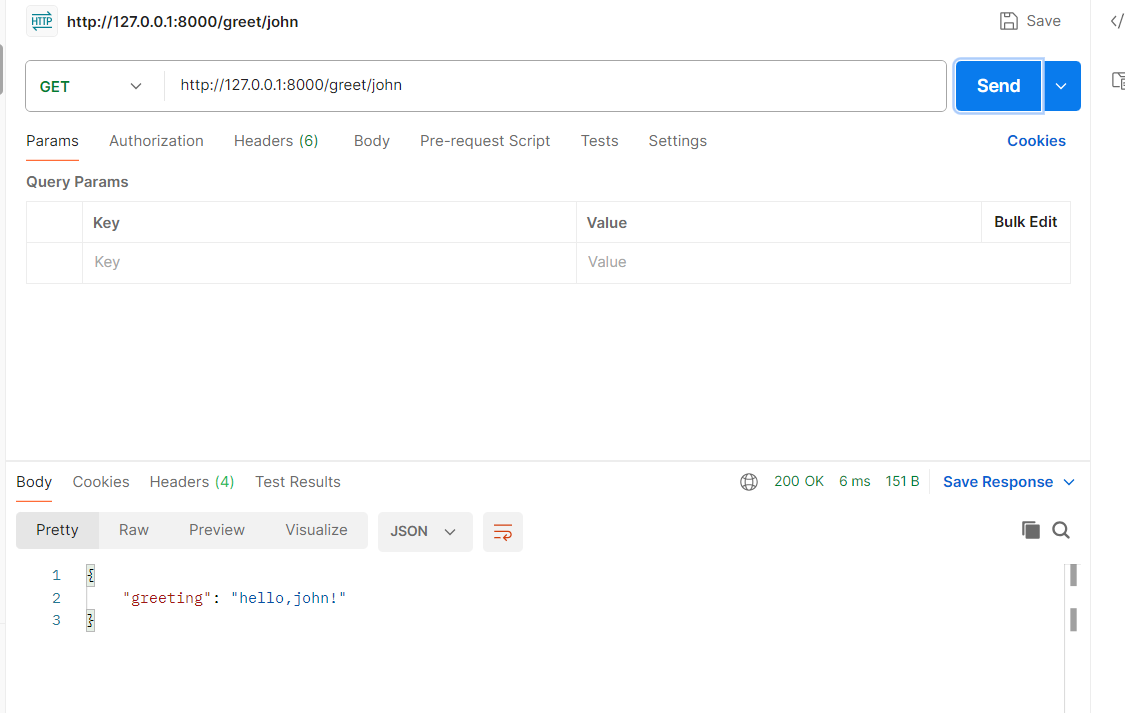 HTTP http://127.0.0.1:8000/greet/john Save </>
GET http://127.0.0.1:8000/greet/john Send
Params Authorization Headers (6) Body Pre-request Script Tests Settings Cookies
Query Params
Key Value Bulk Edit
Key Value
Body Cookies Headers (4) Test Results 200 OK 6 ms 151 B Save Response
Pretty Raw Preview Visualize JSON
1 {
2 "greeting": "hello,john!"
3 }